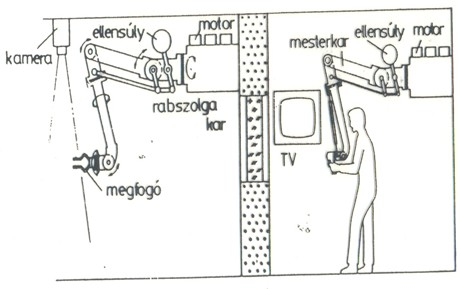 kamera
ellensúly
motor
rabszolga
kar
megfogó
mesterkar
ellensúly
motor
TV